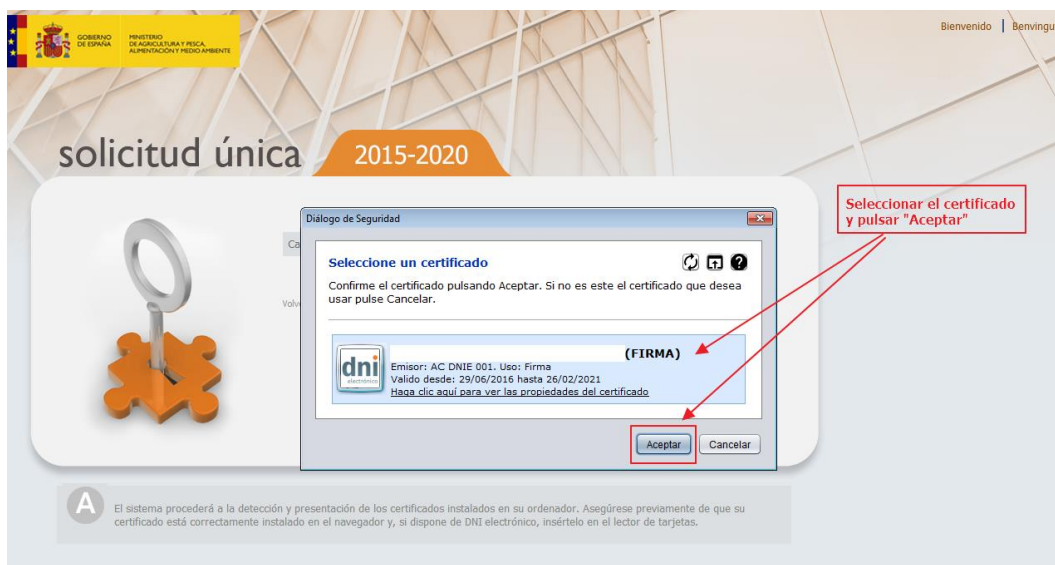 Bienvenido | Benvingu
GOBIERNO
DE ESPAÑA
MINISTERIO
DE AGRICULTURA Y PESCA,
ALIMENTACIÓN Y MEDIO AMBIENTE
solicitud única
2015-2020
Seleccionar el certificado
y pulsar "Aceptar"
Diálogo de Seguridad
Ca
Seleccione un certificado
Confirme el certificado pulsando Aceptar. Si no es este el certificado que desea
usar pulse Cancelar.
Volv
(FIRMA)
dni
electrónico
Emisor: AC DNIE 001. Uso: Firma
Valido desde: 29/06/2016 hasta 26/02/2021
Haga clic aquí para ver las propiedades del certificado
Aceptar
Cancelar
A
El sistema procederá a la detección y presentación de los certificados instalados en su ordenador. Asegúrese previamente de que su
certificado está correctamente instalado en el navegador y, si dispone de DNI electrónico, insértelo en el lector de tarjetas.